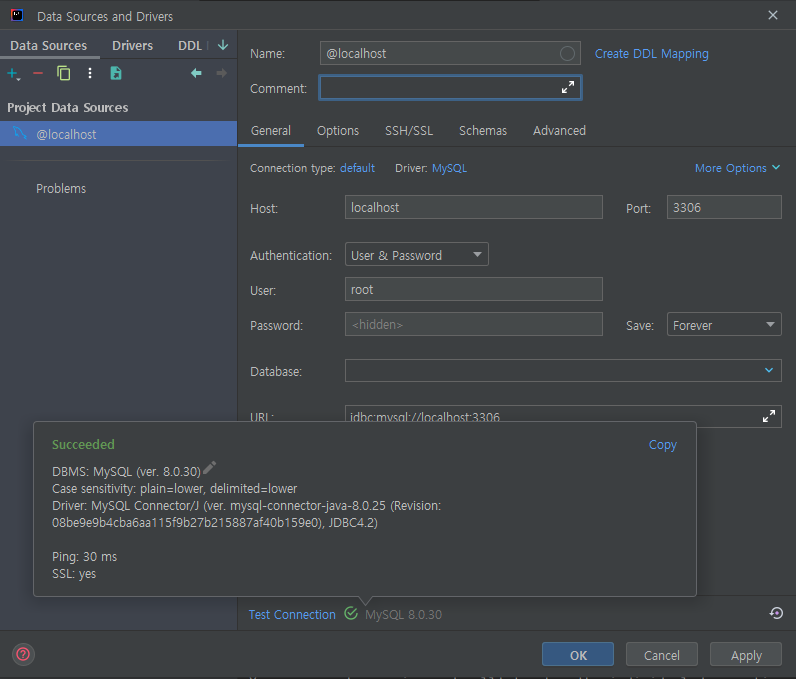 Data Sources and Drivers
Data Sources Drivers DDL
Project Data Sources
@localhost
Problems
Name: @localhost Create DDL Mapping
Comment:
General Options SSH/SSL Schemas Advanced
Connection type: default Driver: MySQL More Options
Host: localhost Port: 3306
Authentication: User & Password
User: root
Password: <hidden> Save: Forever
Database:
URL: jdbc:mysql://localhost:3306
Succeeded Copy
DBMS: MySQL (ver. 8.0.30)
Case sensitivity: plain=lower, delimited=lower
Driver: MySQL Connector/J (ver. mysql-connector-java-8.0.25 (Revision:
08be9e9b4cba6aa115f9b27b215887af40b159e0), JDBC4.2)
Ping: 30 ms
SSL: yes
Test Connection MySQL 8.0.30
OK Cancel Apply